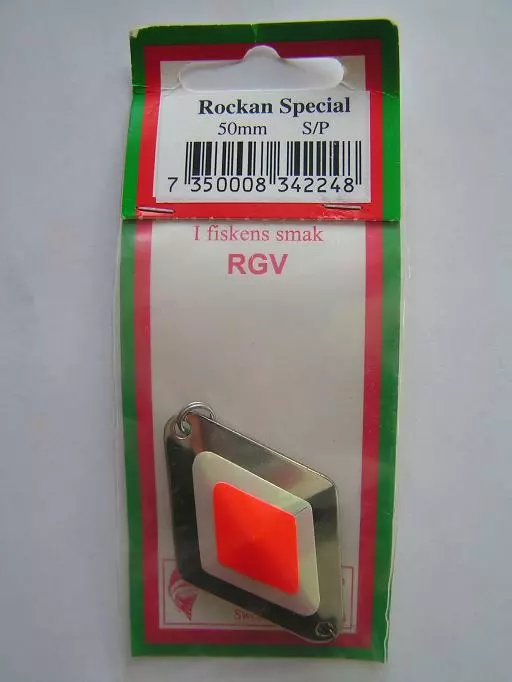 Rockan Special
50mm S/P
7 350008 342248
I fiskens smak
RGV